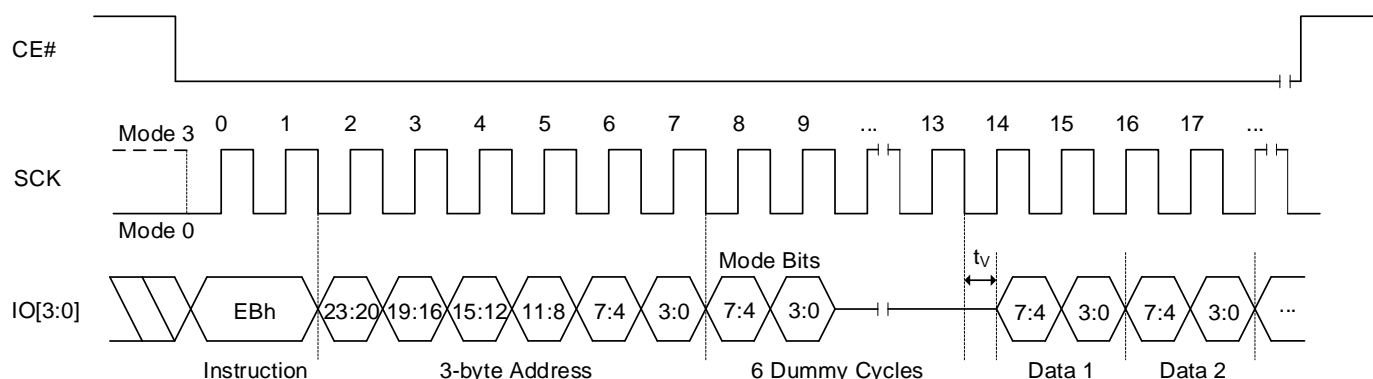 CE#
0 1 2 3 4 5 6 7 8 9 ... 13 14 15 16 17 ...
Mode 3
SCK
Mode 0
Mode Bits tV
IO[3:0] EBh 23:20 19:16 15:12 11:8 7:4 3:0 7:4 3:0 7:4 3:0 7:4 3:0 ...
Instruction 3-byte Address 6 Dummy Cycles Data 1 Data 2